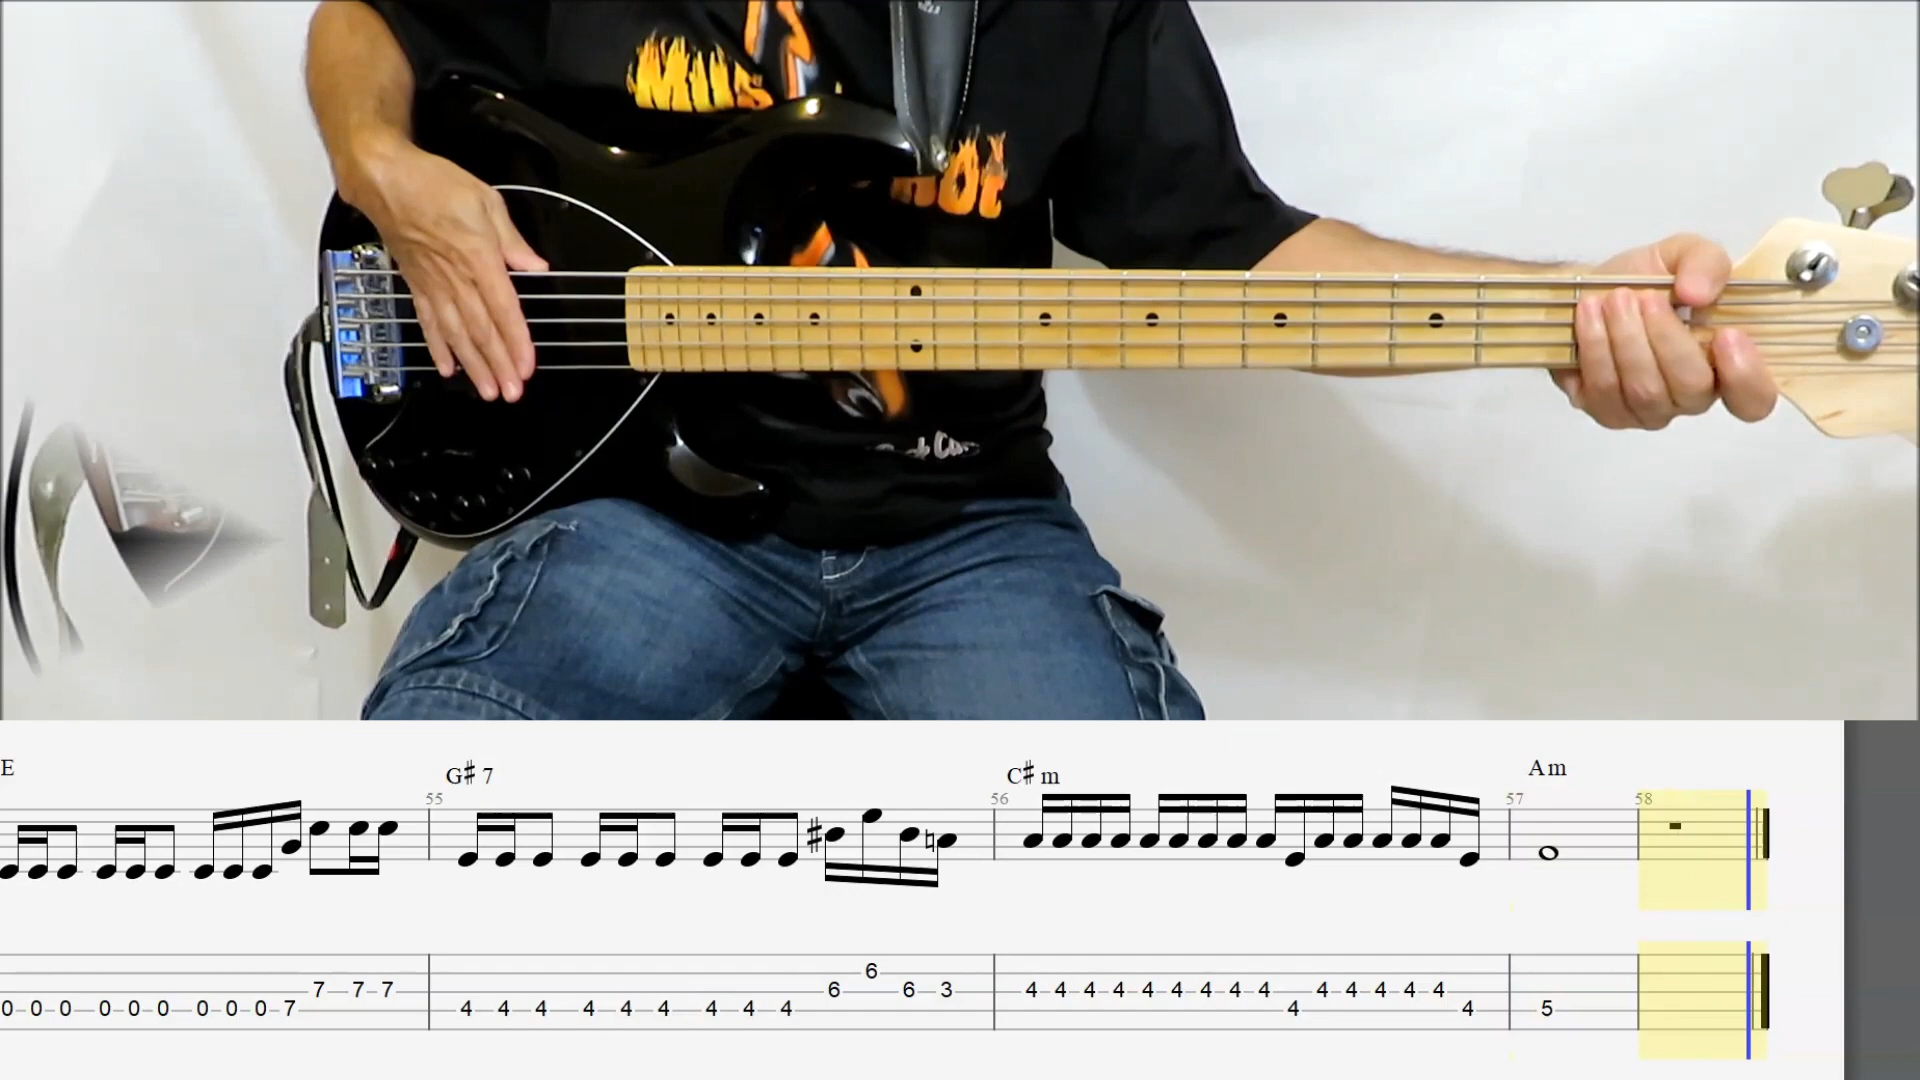 MIIS
HOt
E
G♯ 7
C♯ m
Am
55
56
57
58
6
7 7 7 6 6 3 4 4 4 4 4 4 4 4 4 4 4 4 4 4
0 0 0 0 0 0 0 0 0 7 4 4 4 4 4 4 4 4 4 4 4 5